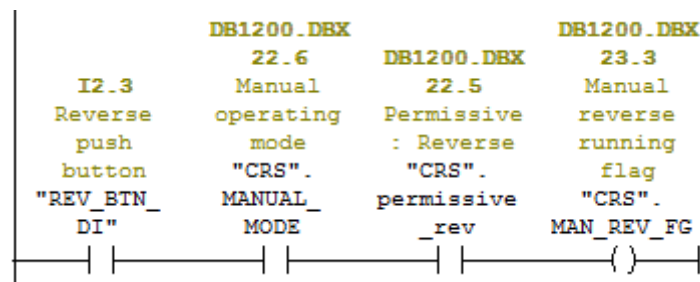 DB1200.DBX DB1200.DBX
22.6 DB1200.DBX 23.3
I2.3 Manual 22.5 Manual
Reverse operating Permissive reverse
push mode : Reverse running
button "CRS". "CRS". flag
"REV_BTN_ MANUAL_ permissive "CRS".
DI" MODE _rev MAN_REV_FG